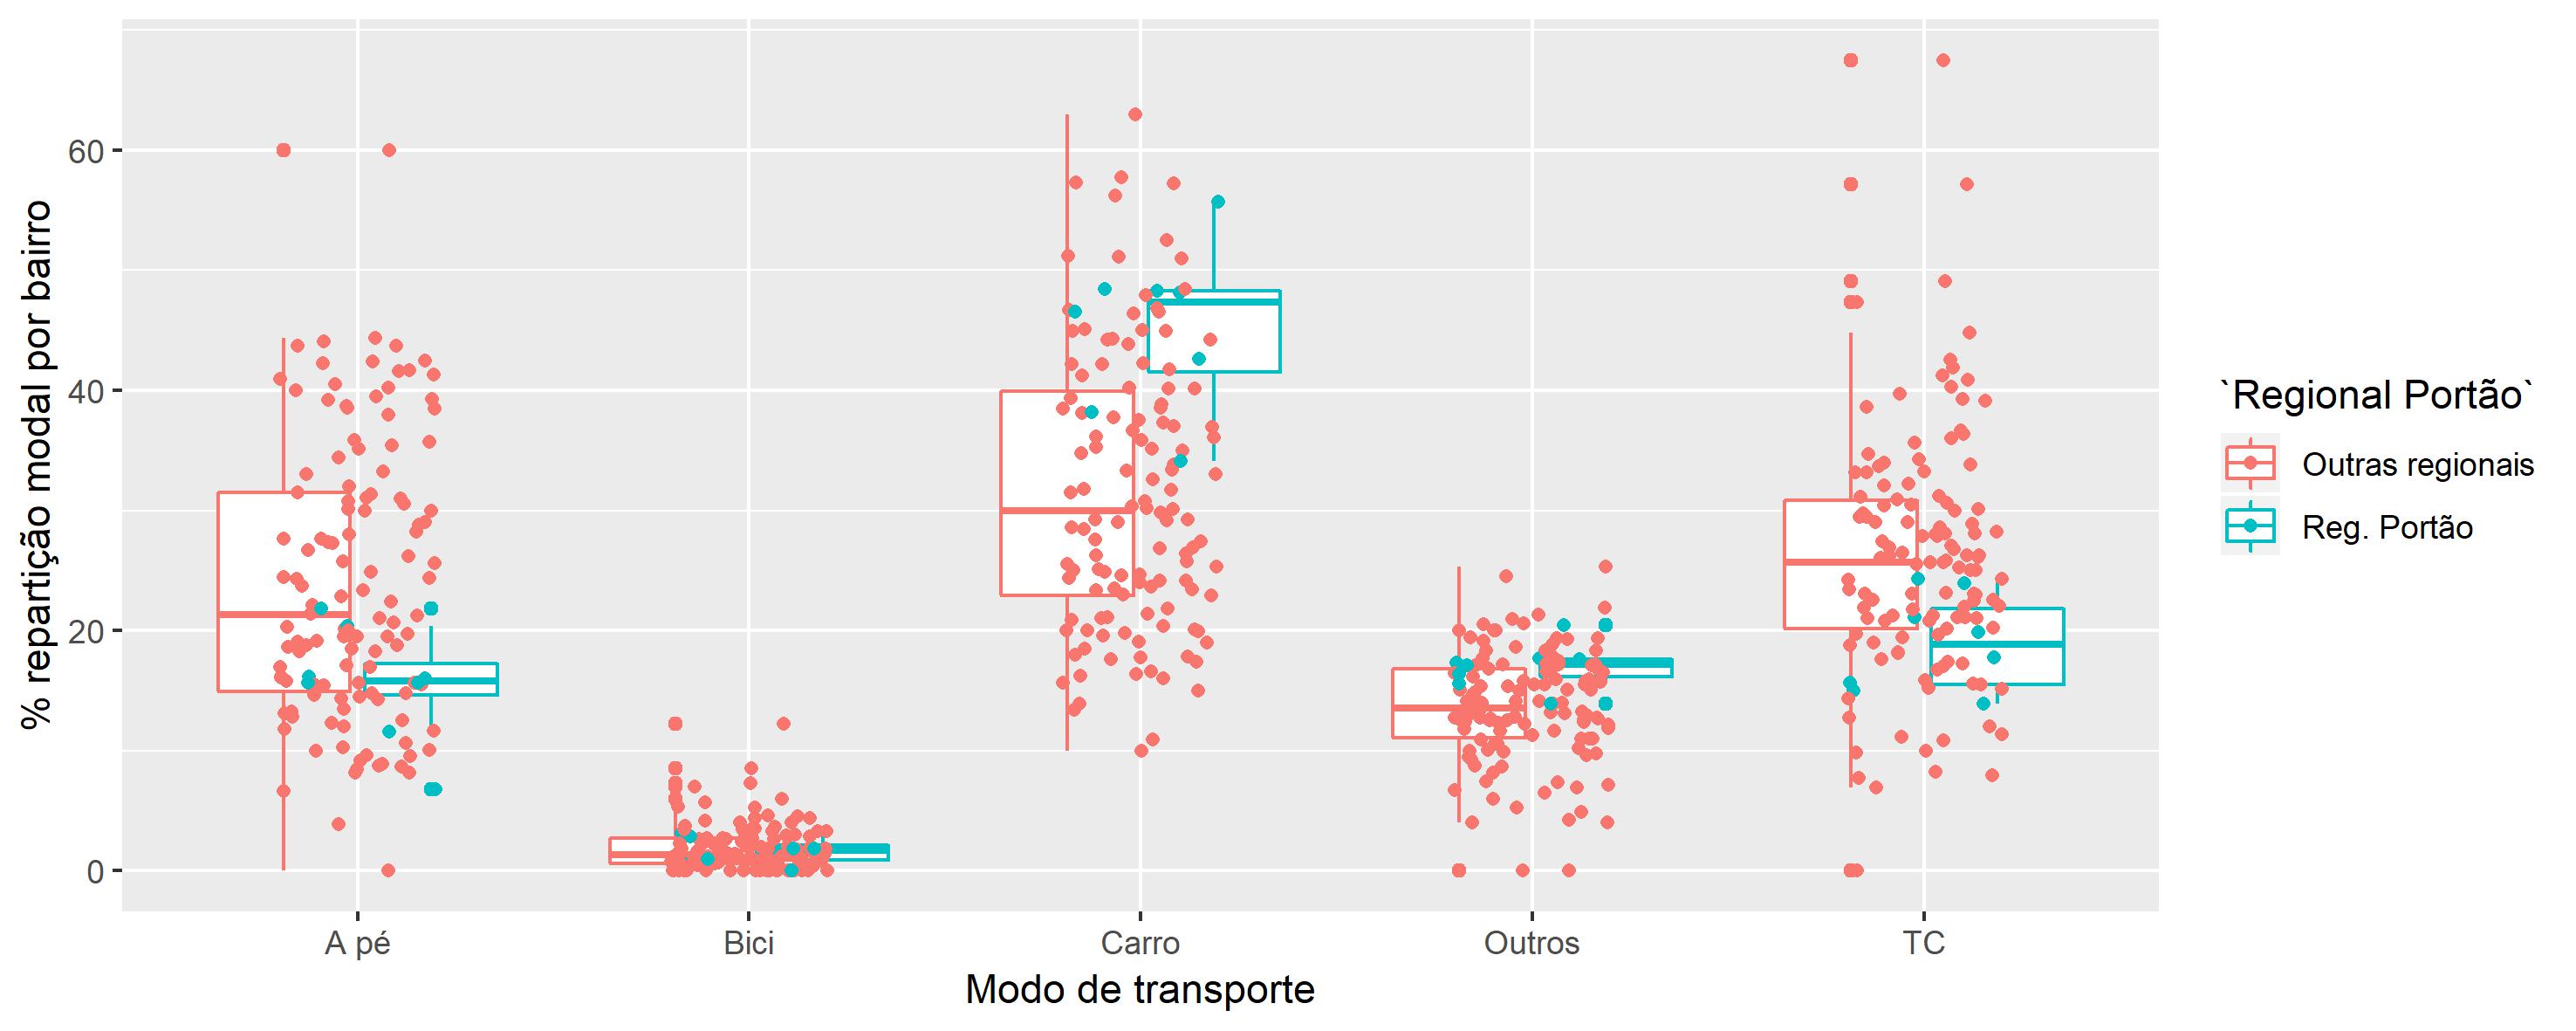 % repartição modal por bairro
60
40
20
0
A pé
Bici
Carro
Outros
TC
Modo de transporte
`Regional Portão`
Outras regionais
Reg. Portão